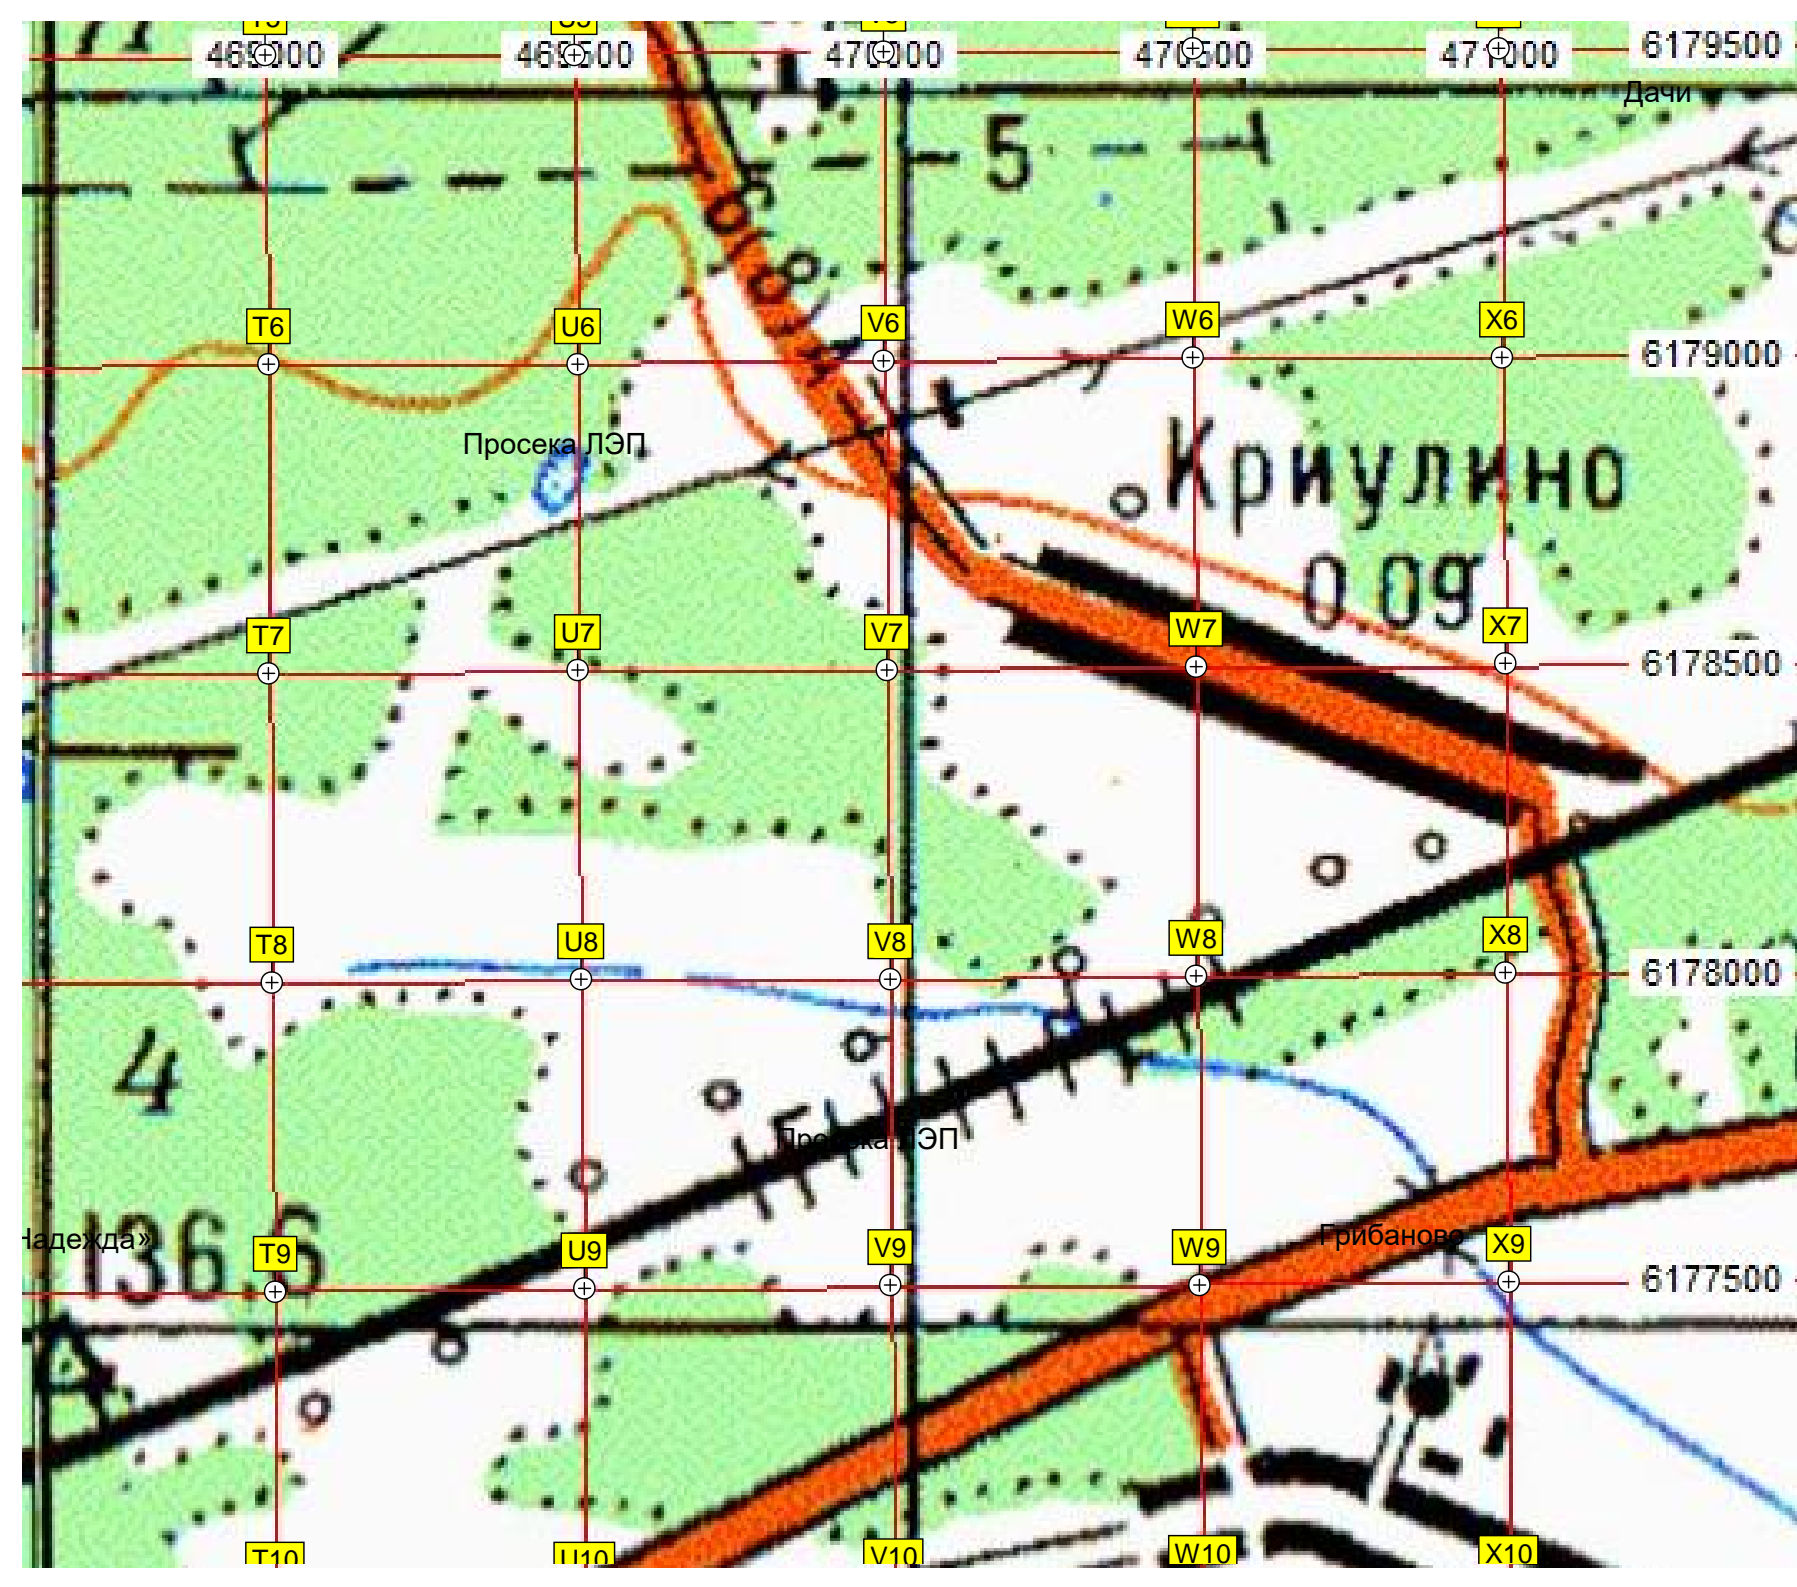 469000 469500 470000 470500 471000 6179500
Дачи
5
T6 U6 V6 W6 X6
6179000
Просека ЛЭП
Криулино
0.09
T7 U7 V7 W7 X7
6178500
T8 U8 V8 W8 X8
6178000
4
Просека ЛЭП
Надежда»
136,6
Грибаново
T9 U9 V9 W9 X9
6177500
T10 U10 V10 W10 X10